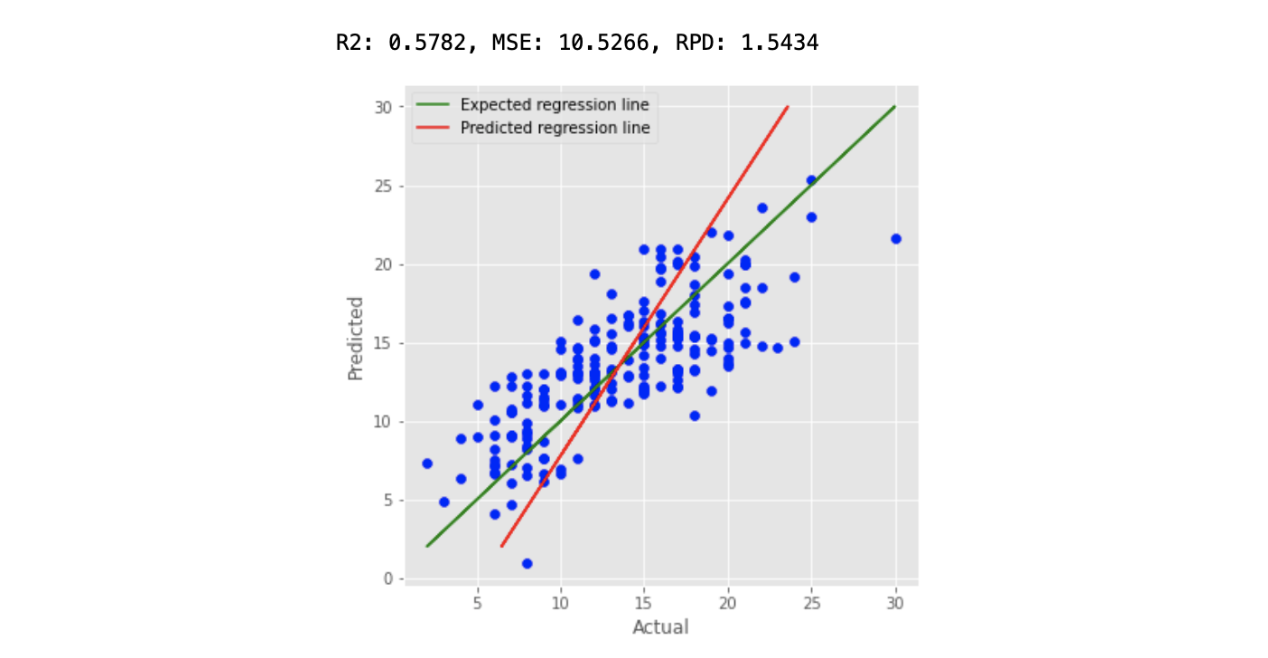 R2: 0.5782, MSE: 10.5266, RPD: 1.5434
Expected regression line
Predicted regression line
30
25
20
15
10
5
0
Predicted
5 10 15 20 25 30
Actual